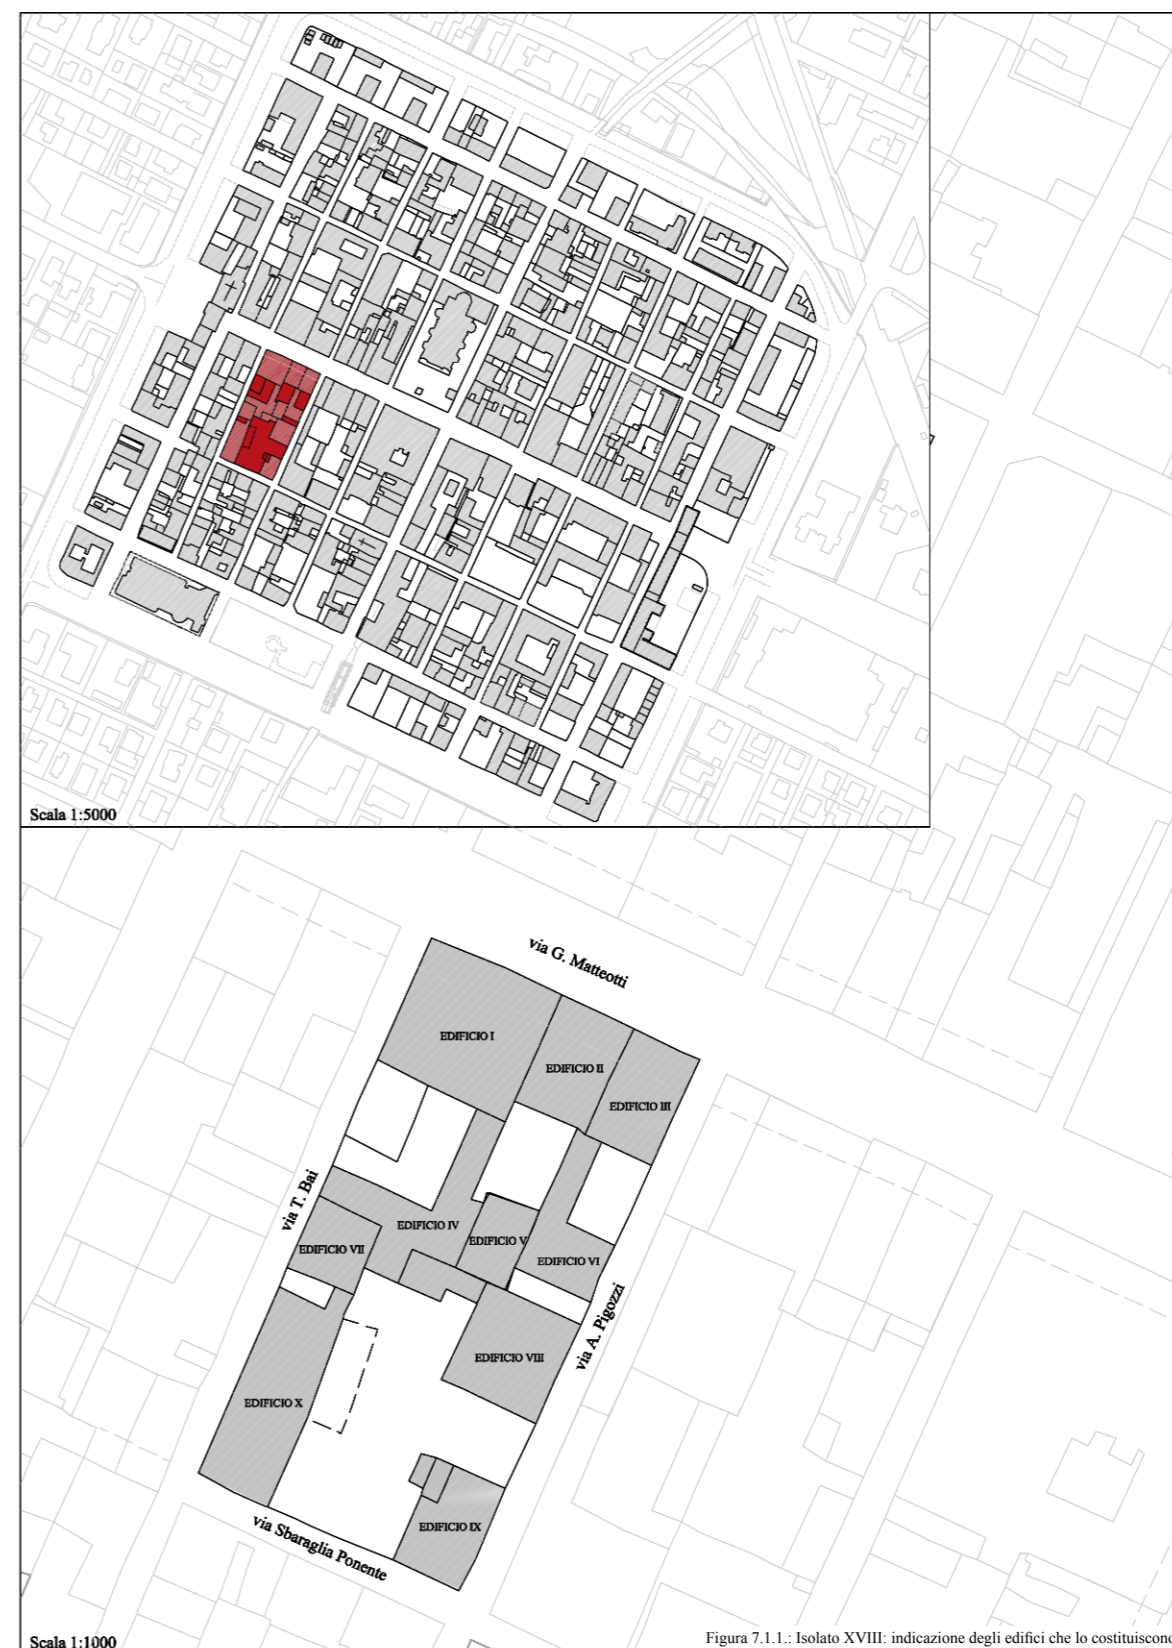 Scala 1:5000
via G. Matteotti
EDIFICIO I
EDIFICIO II
EDIFICIO III
via T. Bai
EDIFICIO IV
EDIFICIO V
EDIFICIO VII
EDIFICIO VI
via A. Pigozzi
EDIFICIO VIII
EDIFICIO X
EDIFICIO IX
via Sbaraglia Ponente
Scala 1:1000
Figura 7.1.1.: Isolato XVIII: indicazione degli edifici che lo costituiscono